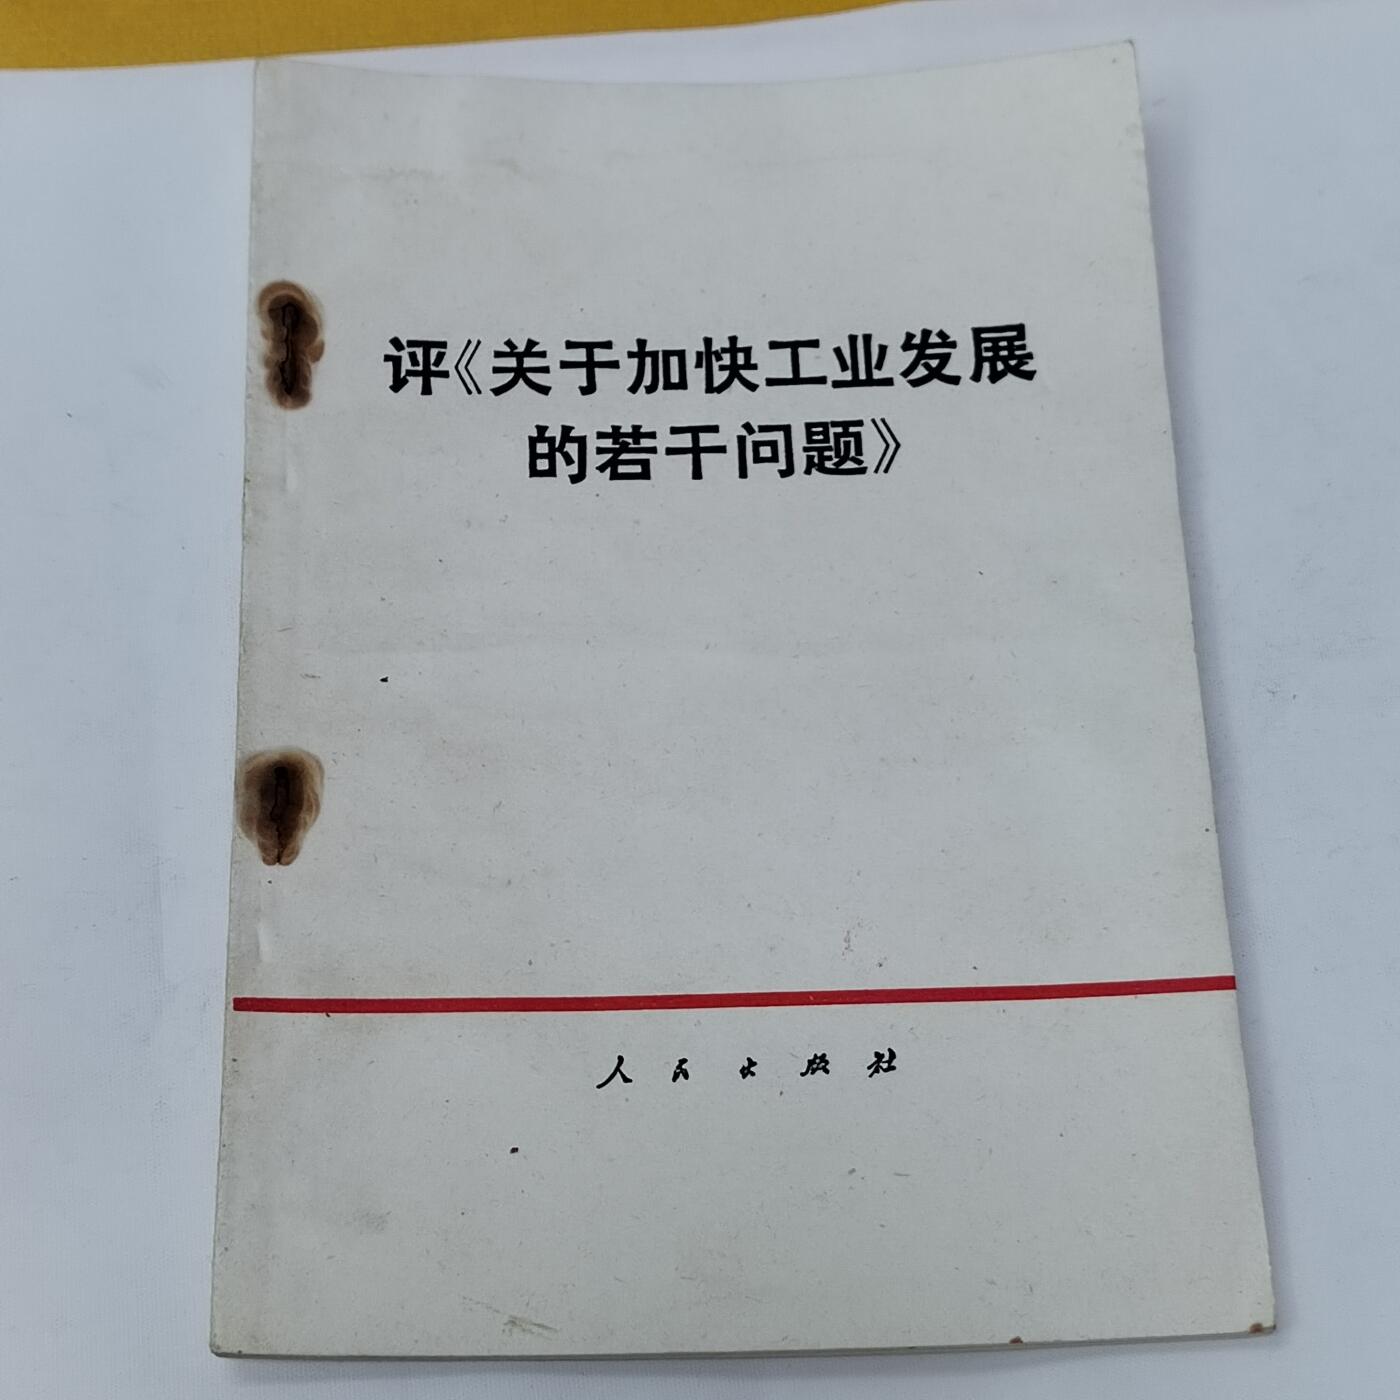 评《关于加快工业发展
的若干问题》
人民出版社